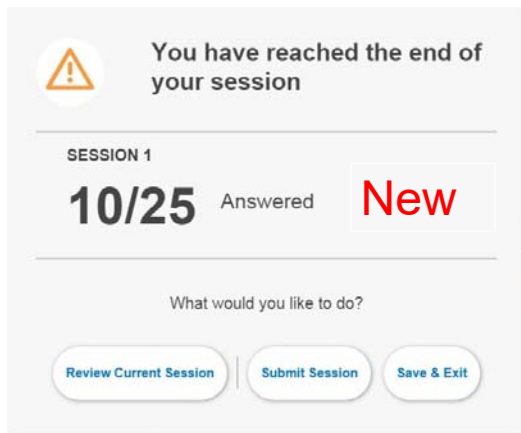 You have reached the end of
your session
SESSION 1
10/25 Answered New
What would you like to do?
Review Current Session Submit Session Save & Exit